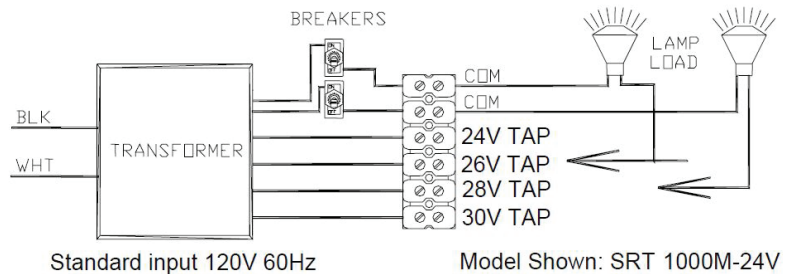 BREAKERS
LAMP
LOAD
COM
COM
BLK
TRANSFORMER
WHT
24V TAP
26V TAP
28V TAP
30V TAP
Standard input 120V 60Hz
Model Shown: SRT 1000M-24V